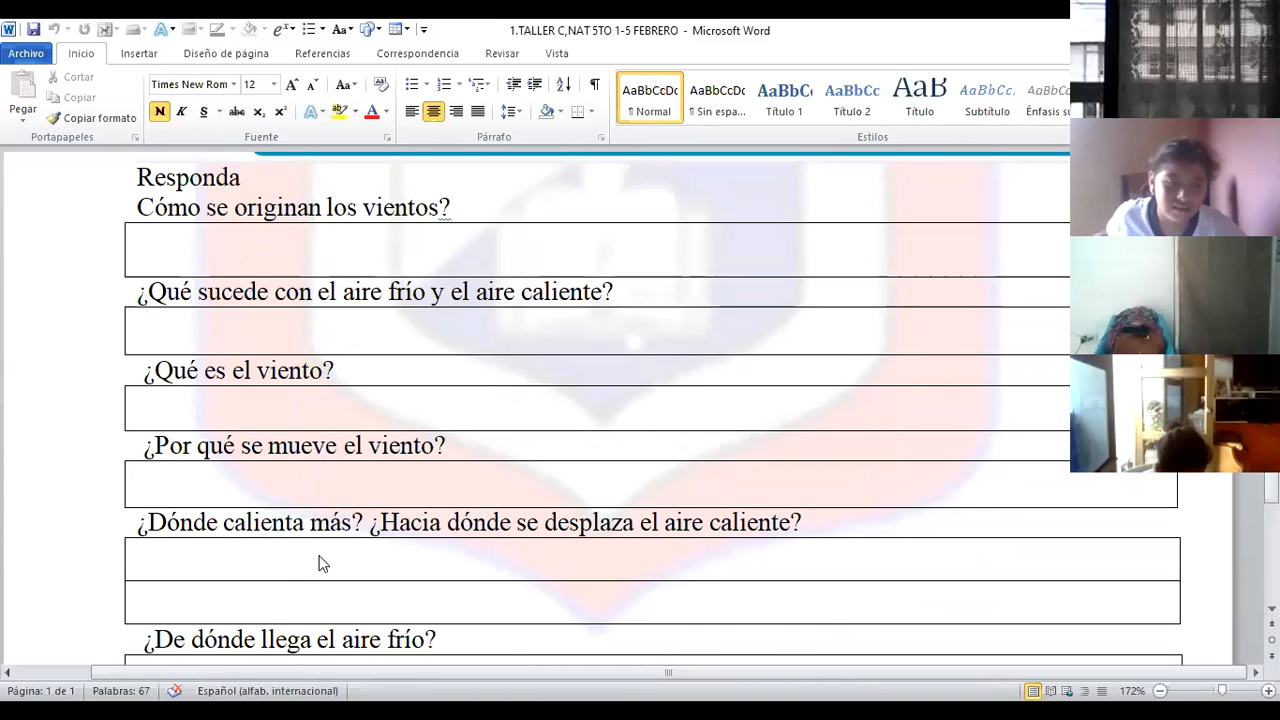 1.TALLER C,NAT 5TO 1-5 FEBRERO - Microsoft Word
Archivo Inicio Insertar Diseño de página Referencias Correspondencia Revisar Vista
Pegar
Cortar
Copiar
Copiar formato
Portapapeles
Times New Rom 12
N K S abc x₂ x²
Fuente
Párrafo
AaBbCcDc AaBbCcDc AaBbCc AaBbCc AaB AaBbCc. AaBbCc
¶ Normal ¶ Sin espa... Título 1 Título 2 Título Subtítulo Énfasis su
Estilos
Responda
Cómo se originan los vientos?
¿Qué sucede con el aire frío y el aire caliente?
¿Qué es el viento?
¿Por qué se mueve el viento?
¿Dónde calienta más? ¿Hacia dónde se desplaza el aire caliente?
¿De dónde llega el aire frío?
Página: 1 de 1 Palabras: 67 Español (alfab. internacional) 172%